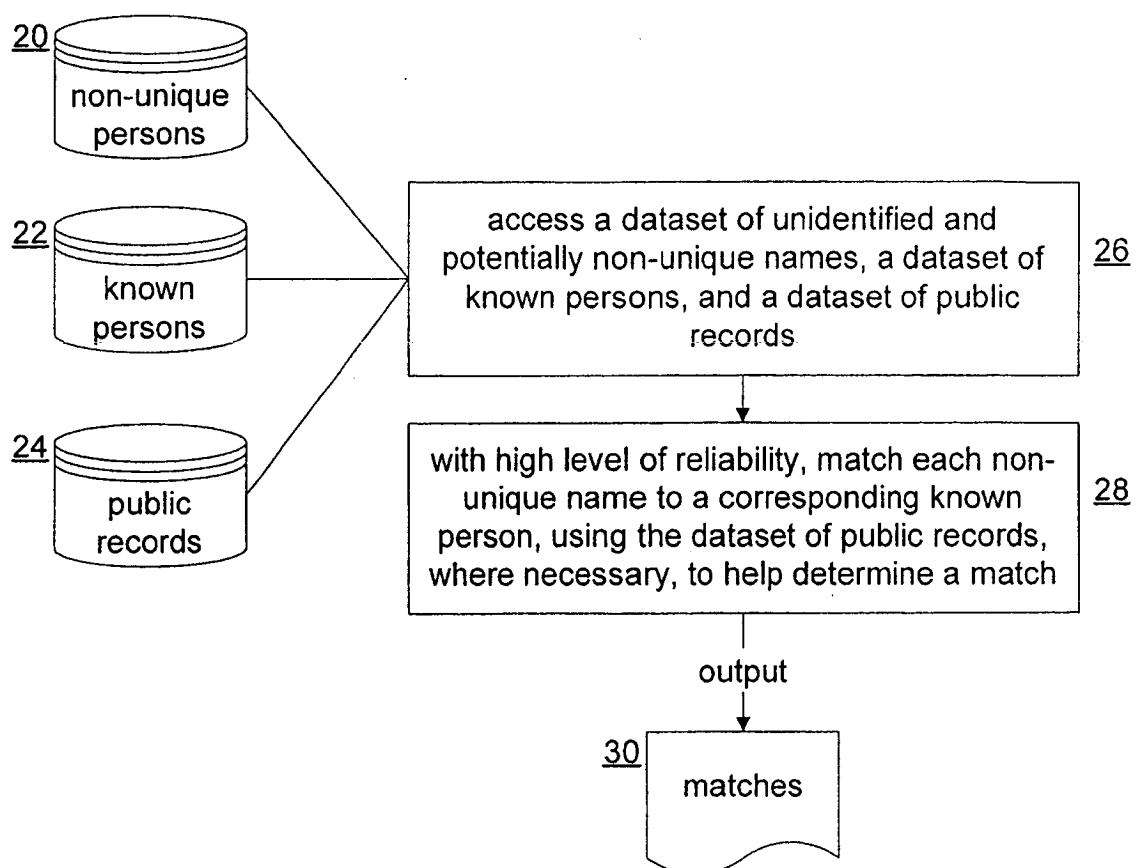 20
non-unique
persons
22
known
persons
24
public
records
access a dataset of unidentified and
potentially non-unique names, a dataset of
known persons, and a dataset of public
records
26
with high level of reliability, match each non-
unique name to a corresponding known
person, using the dataset of public records,
where necessary, to help determine a match
28
output
30
matches